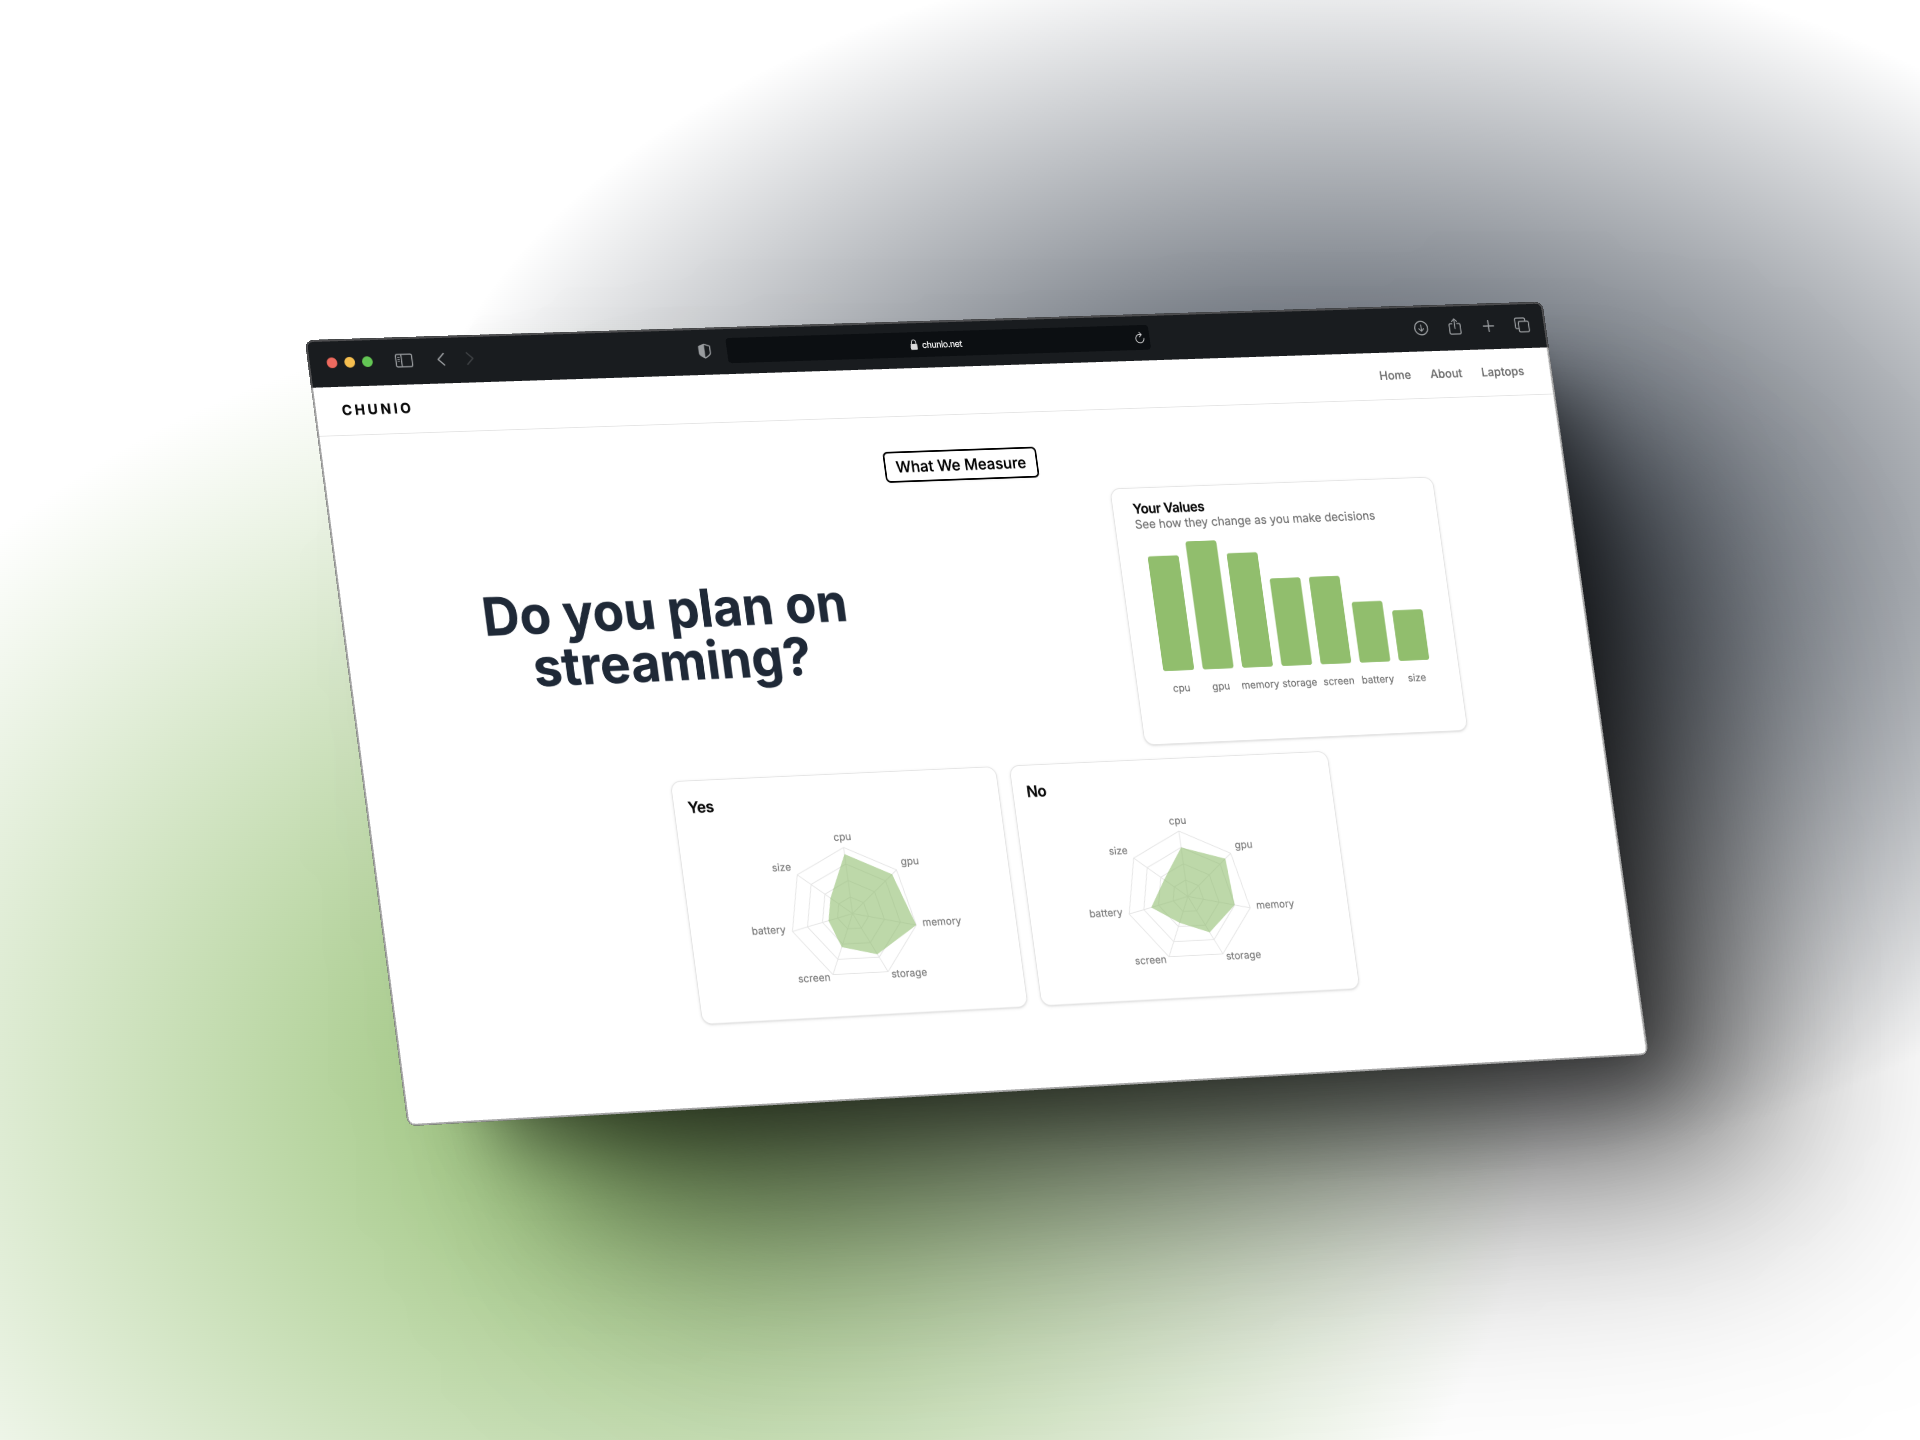 chunio.net
CHUNIO
Home About Laptops
What We Measure
Your Values
See how they change as you make decisions
cpu gpu memory storage screen battery size
Do you plan on
streaming?
Yes
cpu
gpu
memory
storage
screen
battery
size
No
cpu
gpu
memory
storage
screen
battery
size